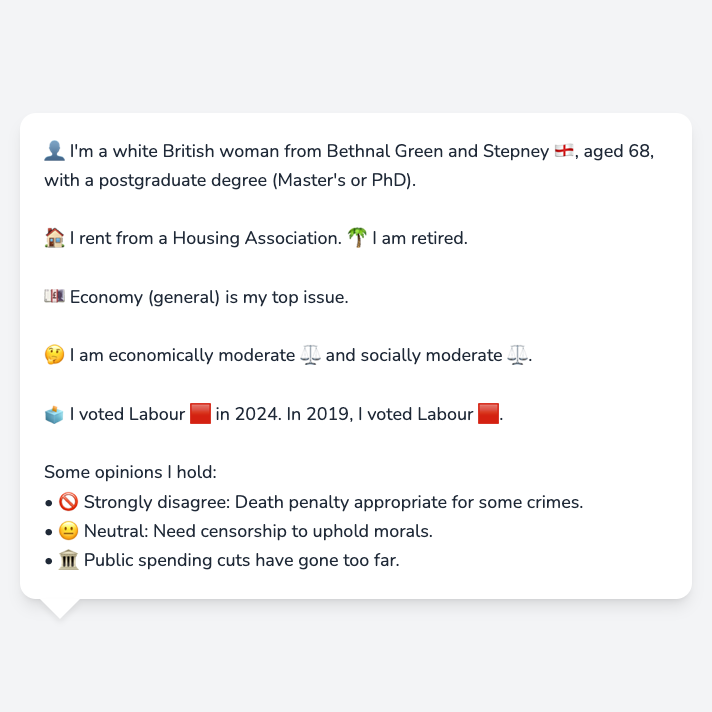 👤 I'm a white British woman from Bethnal Green and Stepney 🏴󠁧󠁢󠁥󠁮󠁧󠁿, aged 68,
with a postgraduate degree (Master's or PhD).
🏠 I rent from a Housing Association. 🌴 I am retired.
💷 Economy (general) is my top issue.
🤔 I am economically moderate ⚖️ and socially moderate ⚖️.
🗳️ I voted Labour 🟥 in 2024. In 2019, I voted Labour 🟥.
Some opinions I hold:
• 🚫 Strongly disagree: Death penalty appropriate for some crimes.
• 😐 Neutral: Need censorship to uphold morals.
• 🏛️ Public spending cuts have gone too far.